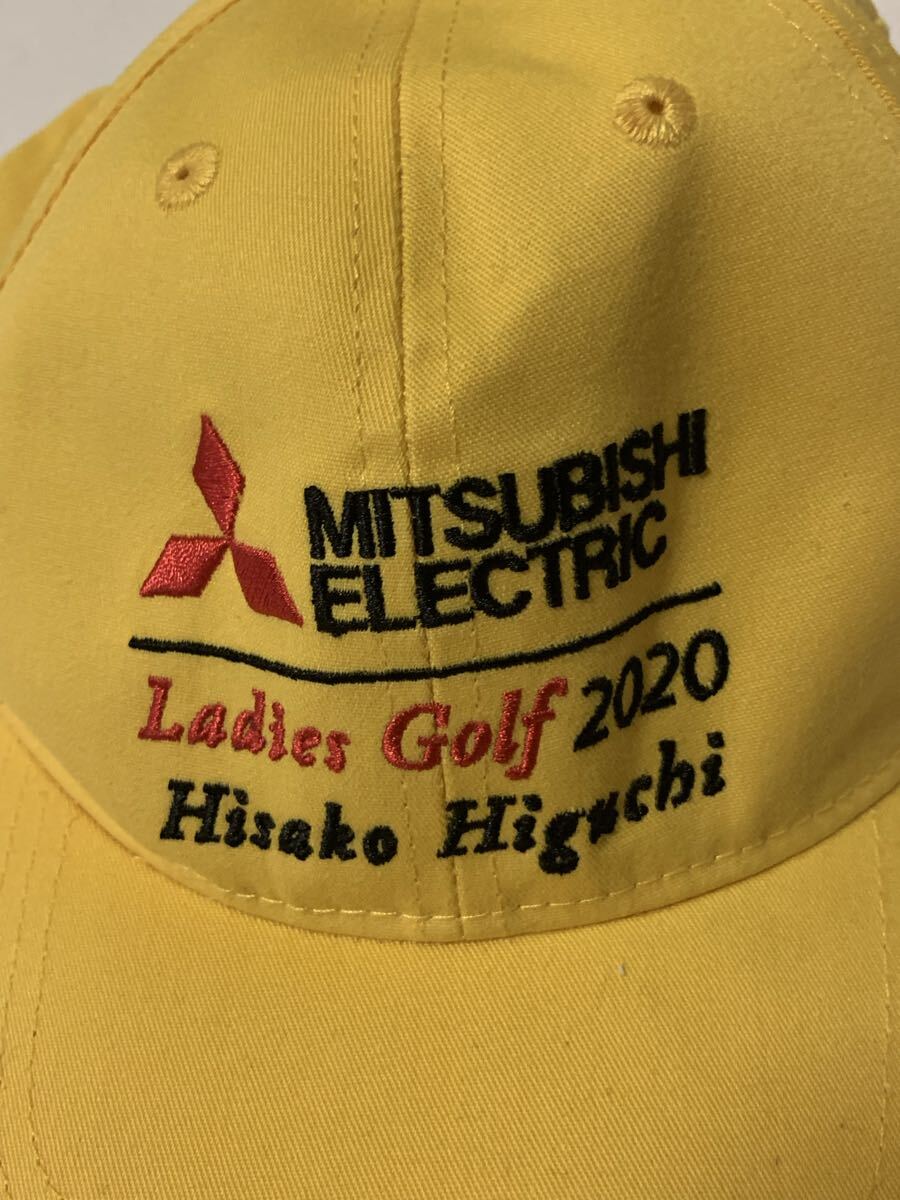 MITSUBISHI
ELECTRIC
Ladies Golf 2020
Hisako Higuchi